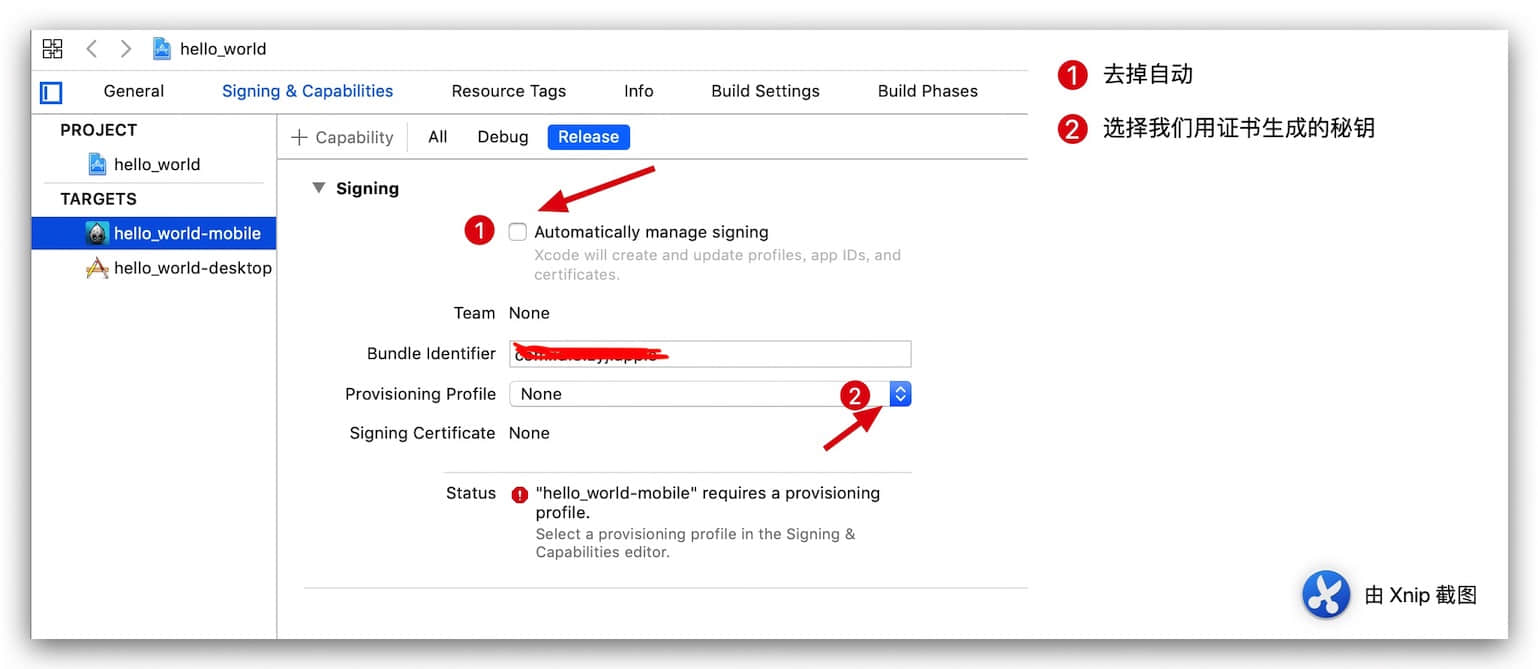 hello_world
General Signing & Capabilities Resource Tags Info Build Settings Build Phases
PROJECT
hello_world
TARGETS
hello_world-mobile
hello_world-desktop
+ Capability All Debug Release
Signing
1 Automatically manage signing
Xcode will create and update profiles, app IDs, and
certificates.
Team None
Bundle Identifier
Provisioning Profile None 2
Signing Certificate None
Status "hello_world-mobile" requires a provisioning
profile.
Select a provisioning profile in the Signing &
Capabilities editor.
1 去掉自动
2 选择我们用证书生成的秘钥
由 Xnip 截图